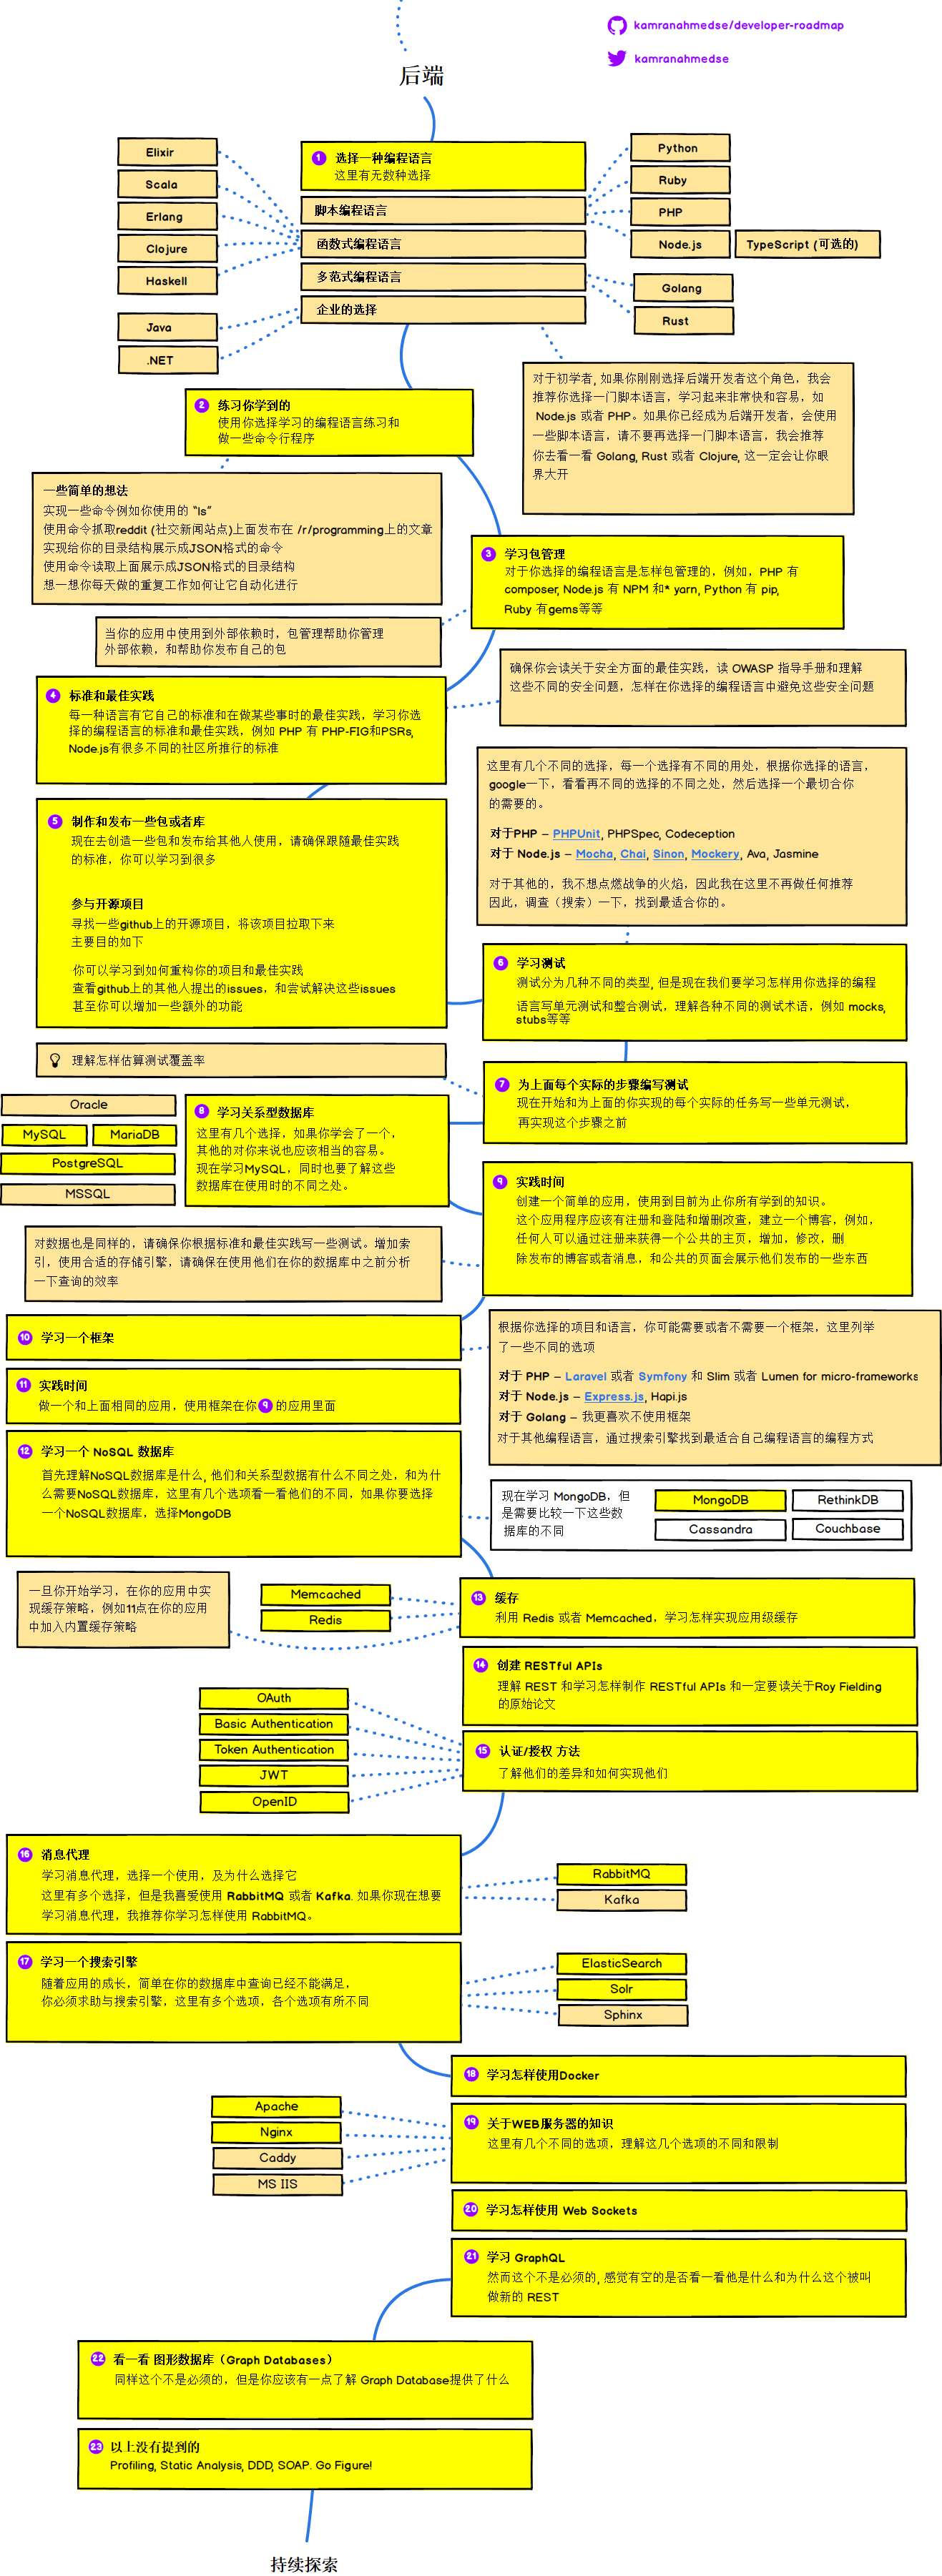 kamranahmedse/developer-roadmap
kamranahmedse
后端
1 选择一种编程语言
这里有无数种选择
脚本编程语言
函数式编程语言
多范式编程语言
企业的选择
Elixir
Scala
Erlang
Clojure
Haskell
Java
.NET
Python
Ruby
PHP
Node.js
TypeScript (可选的)
Golang
Rust
对于初学者, 如果你刚刚选择后端开发者这个角色，我会
推荐你选择一门脚本语言，学习起来非常快和容易，如
Node.js 或者 PHP。如果你已经成为后端开发者，会使用
一些脚本语言，请不要再选择一门脚本语言，我会推荐
你去看一看 Golang, Rust 或者 Clojure, 这一定会让你眼
界大开
2 练习你学到的
使用你选择学习的编程语言练习和
做一些命令行程序
一些简单的想法
实现一些命令例如你使用的 “ls”
使用命令抓取reddit (社交新闻站点)上面发布在 /r/programming上的文章
实现给你的目录结构展示成JSON格式的命令
使用命令读取上面展示成JSON格式的目录结构
想一想你每天做的重复工作如何让它自动化进行
3 学习包管理
对于你选择的编程语言是怎样包管理的，例如，PHP 有
composer, Node.js 有 NPM 和* yarn, Python 有 pip,
Ruby 有gems等等
当你的应用中使用到外部依赖时，包管理帮助你管理
外部依赖，和帮助你发布自己的包
确保你会读关于安全方面的最佳实践，读 OWASP 指导手册和理解
这些不同的安全问题，怎样在你选择的编程语言中避免这些安全问题
4 标准和最佳实践
每一种语言有它自己的标准和在做某些事时的最佳实践，学习你选
择的编程语言的标准和最佳实践，例如 PHP 有 PHP-FIG和PSRs,
Node.js有很多不同的社区所推行的标准
这里有几个不同的选择，每一个选择有不同的用处，根据你选择的语言，
google一下，看看再不同的选择的不同之处，然后选择一个最切合你
的需要的。
对于PHP – PHPUnit, PHPSpec, Codeception
对于 Node.js – Mocha, Chai, Sinon, Mockery, Ava, Jasmine
对于其他的，我不想点燃战争的火焰，因此我在这里不再做任何推荐
因此，调查（搜索）一下，找到最适合你的。
5 制作和发布一些包或者库
现在去创造一些包和发布给其他人使用，请确保跟随最佳实践
的标准，你可以学习到很多
参与开源项目
寻找一些github上的开源项目，将该项目拉取下来
主要目的如下
你可以学习到如何重构你的项目和最佳实践
查看github上的其他人提出的issues，和尝试解决这些issues
甚至你可以增加一些额外的功能
6 学习测试
测试分为几种不同的类型, 但是现在我们要学习怎样用你选择的编程
语言写单元测试和整合测试，理解各种不同的测试术语，例如 mocks,
stubs等等
理解怎样估算测试覆盖率
7 为上面每个实际的步骤编写测试
现在开始和为上面的你实现的每个实际的任务写一些单元测试，
再实现这个步骤之前
Oracle
MySQL
MariaDB
PostgreSQL
MSSQL
8 学习关系型数据库
这里有几个选择，如果你学会了一个，
其他的对你来说也应该相当的容易。
现在学习MySQL，同时也要了解这些
数据库在使用时的不同之处。
9 实践时间
创建一个简单的应用，使用到目前为止你所有学到的知识。
这个应用程序应该有注册和登陆和增删改查，建立一个博客，例如，
任何人可以通过注册来获得一个公共的主页，增加，修改，删
除发布的博客或者消息，和公共的页面会展示他们发布的一些东西
对数据也是同样的，请确保你根据标准和最佳实践写一些测试。增加索
引，使用合适的存储引擎，请确保在使用他们在你的数据库中之前分析
一下查询的效率
10 学习一个框架
根据你选择的项目和语言，你可能需要或者不需要一个框架，这里列举
了一些不同的选项
对于 PHP – Laravel 或者 Symfony 和 Slim 或者 Lumen for micro-frameworks
对于 Node.js – Express.js, Hapi.js
对于 Golang – 我更喜欢不使用框架
对于其他编程语言，通过搜索引擎找到最适合自己编程语言的编程方式
11 实践时间
做一个和上面相同的应用，使用框架在你 9 的应用里面
12 学习一个 NoSQL 数据库
首先理解NoSQL数据库是什么, 他们和关系型数据有什么不同之处，和为什
么需要NoSQL数据库，这里有几个选项看一看他们的不同，如果你要选择
一个NoSQL数据库，选择MongoDB
现在学习 MongoDB，但
是需要比较一下这些数
据库的不同
MongoDB
RethinkDB
Cassandra
Couchbase
一旦你开始学习，在你的应用中实
现缓存策略，例如11点在你的应用
中加入内置缓存策略
Memcached
Redis
13 缓存
利用 Redis 或者 Memcached，学习怎样实现应用级缓存
14 创建 RESTful APIs
理解 REST 和学习怎样制作 RESTful APIs 和一定要读关于Roy Fielding
的原始论文
OAuth
Basic Authentication
Token Authentication
JWT
OpenID
15 认证/授权 方法
了解他们的差异和如何实现他们
16 消息代理
学习消息代理，选择一个使用，及为什么选择它
这里有多个选择，但是我喜爱使用 RabbitMQ 或者 Kafka. 如果你现在想要
学习消息代理，我推荐你学习怎样使用 RabbitMQ。
RabbitMQ
Kafka
17 学习一个搜索引擎
随着应用的成长，简单在你的数据库中查询已经不能满足，
你必须求助与搜索引擎，这里有多个选项，各个选项有所不同
ElasticSearch
Solr
Sphinx
18 学习怎样使用Docker
Apache
Nginx
Caddy
MS IIS
19 关于WEB服务器的知识
这里有几个不同的选项，理解这几个选项的不同和限制
20 学习怎样使用 Web Sockets
21 学习 GraphQL
然而这个不是必须的, 感觉有空的是否看一看他是什么和为什么这个被叫
做新的 REST
22 看一看 图形数据库（Graph Databases）
同样这个不是必须的，但是你应该有一点了解 Graph Database提供了什么
23 以上没有提到的
Profiling, Static Analysis, DDD, SOAP. Go Figure!
持续探索